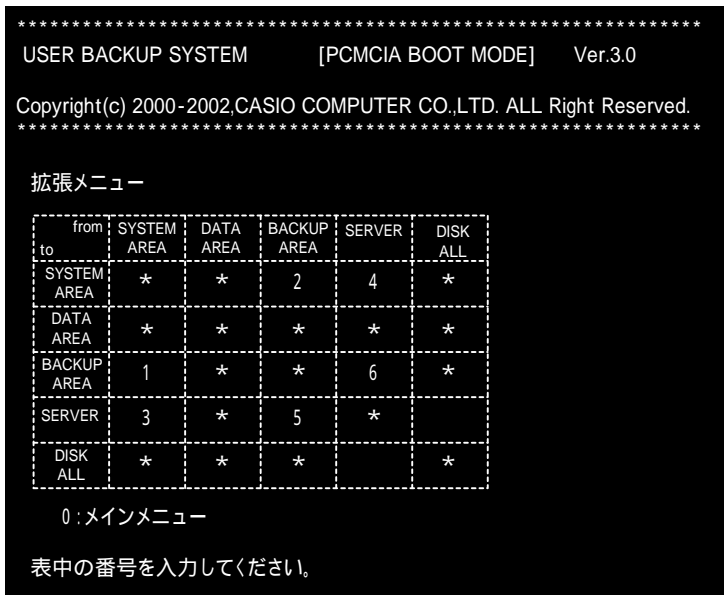 ****************************************************************
USER BACKUP SYSTEM [PCMCIA BOOT MODE] Ver.3.0
Copyright(c) 2000-2002,CASIO COMPUTER CO.,LTD. ALL Right Reserved.
****************************************************************
拡張メニュー
from SYSTEM DATA BACKUP SERVER DISK
to AREA AREA AREA ALL
SYSTEM AREA * * 2 4 *
DATA AREA * * * * *
BACKUP AREA 1 * * 6 *
SERVER 3 * 5 *
DISK ALL * * * *
0:メインメニュー
表中の番号を入力してください。